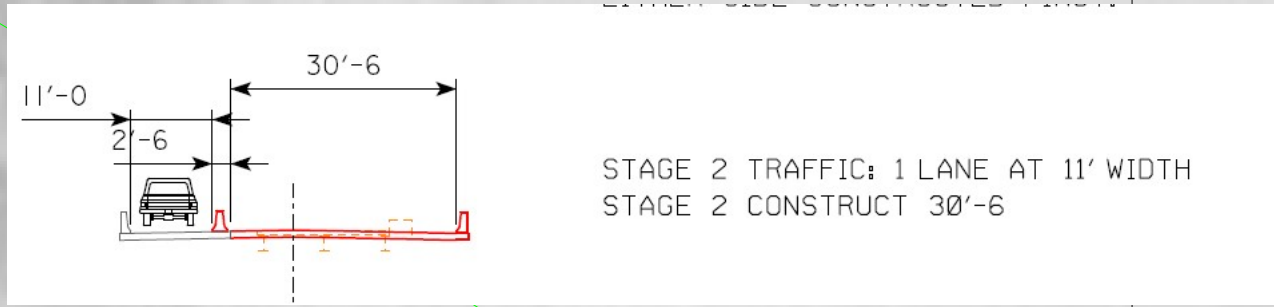 30'-6
11'-0
2'-6
STAGE 2 TRAFFIC: 1 LANE AT 11' WIDTH
STAGE 2 CONSTRUCT 30'-6